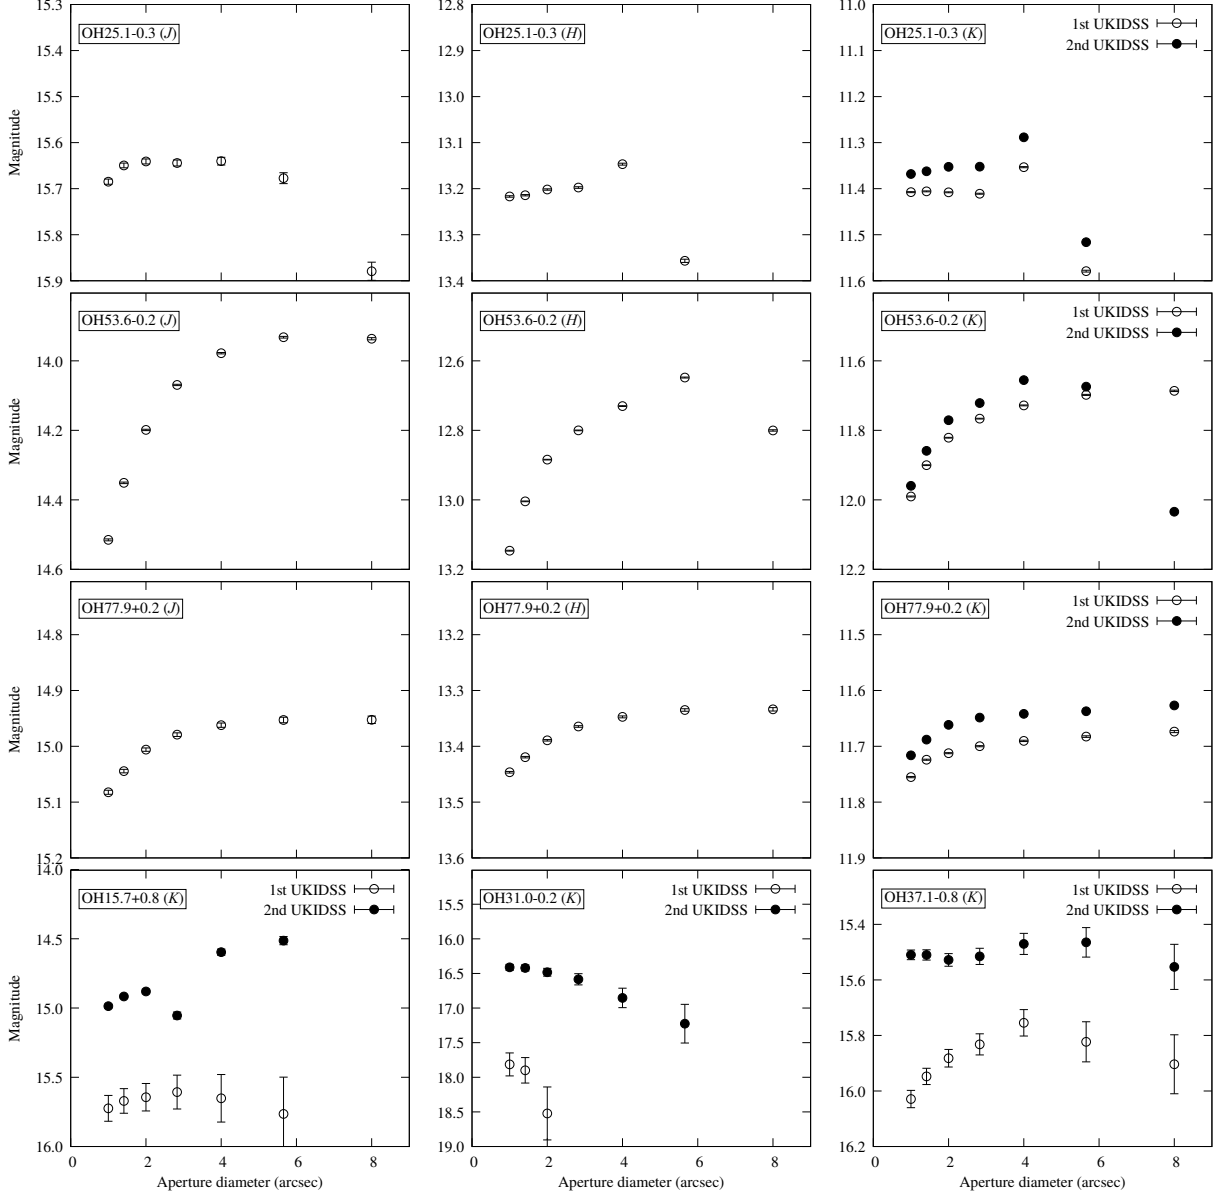 15.3
15.4
15.5
15.6
15.7
15.8
15.9
Magnitude
OH25.1-0.3 (J)
12.8
12.9
13.0
13.1
13.2
13.3
13.4
OH25.1-0.3 (H)
11.0
11.1
11.2
11.3
11.4
11.5
11.6
OH25.1-0.3 (K)
1st UKIDSS
2nd UKIDSS
14.0
14.2
14.4
14.6
Magnitude
OH53.6-0.2 (J)
12.6
12.8
13.0
13.2
OH53.6-0.2 (H)
11.6
11.8
12.0
12.2
OH53.6-0.2 (K)
1st UKIDSS
2nd UKIDSS
14.8
14.9
15.0
15.1
15.2
Magnitude
OH77.9+0.2 (J)
13.2
13.3
13.4
13.5
13.6
OH77.9+0.2 (H)
11.5
11.6
11.7
11.8
11.9
OH77.9+0.2 (K)
1st UKIDSS
2nd UKIDSS
14.0
14.5
15.0
15.5
16.0
Magnitude
OH15.7+0.8 (K)
1st UKIDSS
2nd UKIDSS
0 2 4 6 8
Aperture diameter (arcsec)
15.5
16.0
16.5
17.0
17.5
18.0
18.5
19.0
OH31.0-0.2 (K)
1st UKIDSS
2nd UKIDSS
0 2 4 6 8
Aperture diameter (arcsec)
15.4
15.6
15.8
16.0
16.2
OH37.1-0.8 (K)
1st UKIDSS
2nd UKIDSS
0 2 4 6 8
Aperture diameter (arcsec)